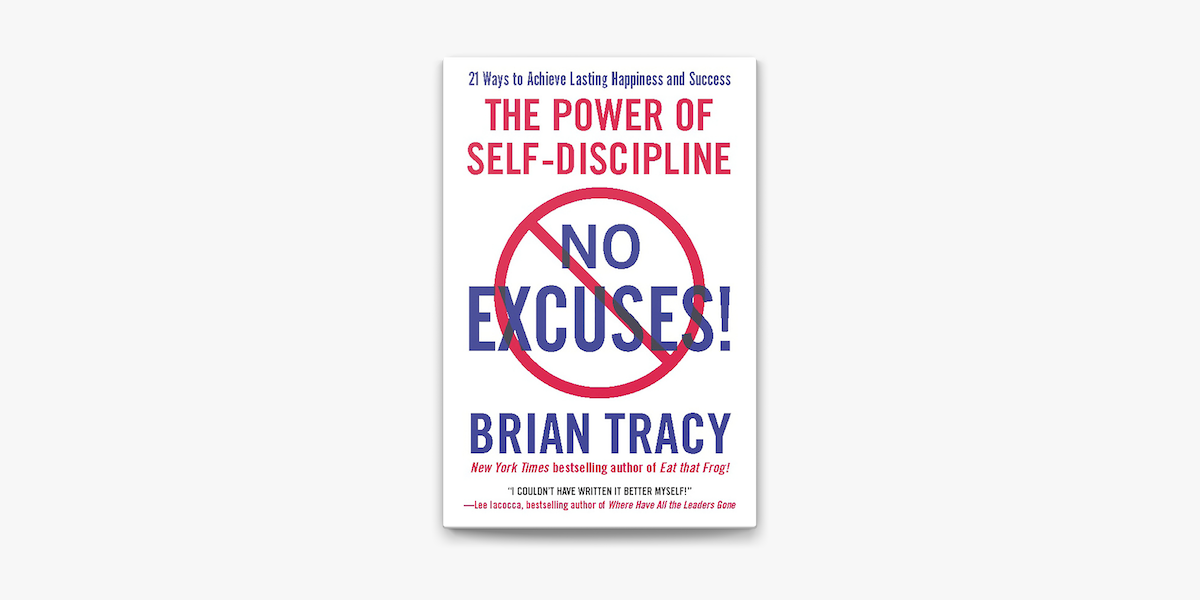 21 Ways to Achieve Lasting Happiness and Success
THE POWER OF
SELF-DISCIPLINE
NO
EXCUSES!
BRIAN TRACY
New York Times bestselling author of Eat that Frog!
“I COULDN'T HAVE WRITTEN IT BETTER MYSELF!”
—Lee Iacocca, bestselling author of Where Have All the Leaders Gone